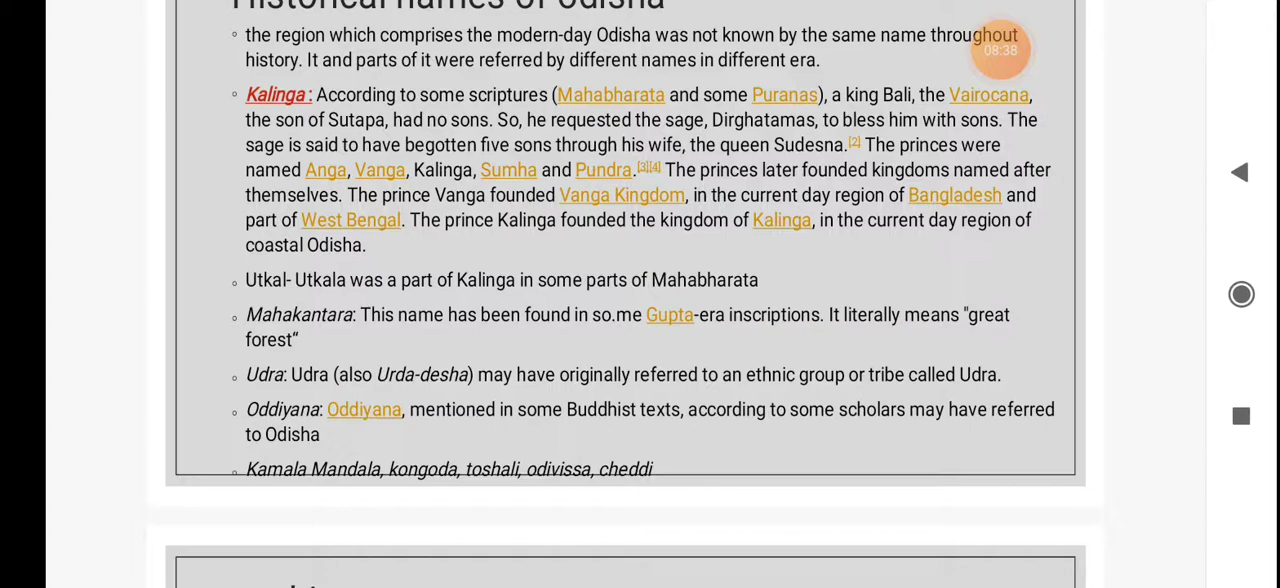 Historical names of odisha
◦ the region which comprises the modern-day Odisha was not known by the same name throughout
history. It and parts of it were referred by different names in different era.
08:38
◦ Kalinga : According to some scriptures (Mahabharata and some Puranas), a king Bali, the Vairocana,
the son of Sutapa, had no sons. So, he requested the sage, Dirghatamas, to bless him with sons. The
sage is said to have begotten five sons through his wife, the queen Sudesna.[2] The princes were
named Anga, Vanga, Kalinga, Sumha and Pundra.[3][4] The princes later founded kingdoms named after
themselves. The prince Vanga founded Vanga Kingdom, in the current day region of Bangladesh and
part of West Bengal. The prince Kalinga founded the kingdom of Kalinga, in the current day region of
coastal Odisha.
◦ Utkal- Utkala was a part of Kalinga in some parts of Mahabharata
◦ Mahakantara: This name has been found in so.me Gupta-era inscriptions. It literally means "great
forest“
◦ Udra: Udra (also Urda-desha) may have originally referred to an ethnic group or tribe called Udra.
◦ Oddiyana: Oddiyana, mentioned in some Buddhist texts, according to some scholars may have referred
to Odisha
◦ Kamala Mandala, kongoda, toshali, odivissa, cheddi